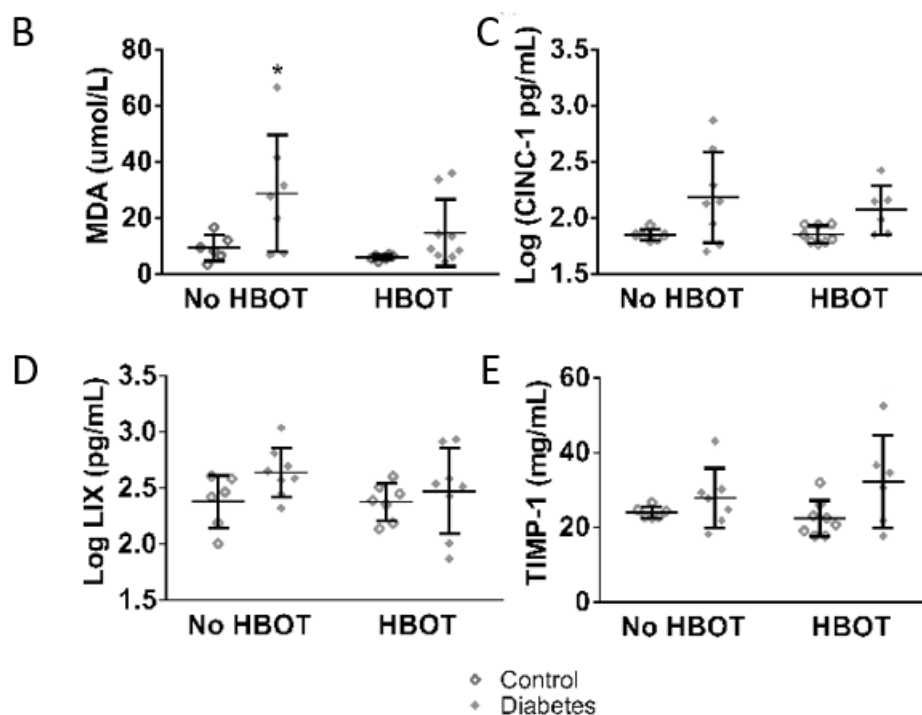 B
MDA (umol/L)
80
60
40
20
0
*
No HBOT
HBOT
C
Log (CINC-1 pg/mL)
3.5
3.0
2.5
2.0
1.5
No HBOT
HBOT
D
Log LIX (pg/mL)
3.5
3.0
2.5
2.0
1.5
No HBOT
HBOT
E
TIMP-1 (mg/mL)
60
40
20
0
No HBOT
HBOT
Control
Diabetes